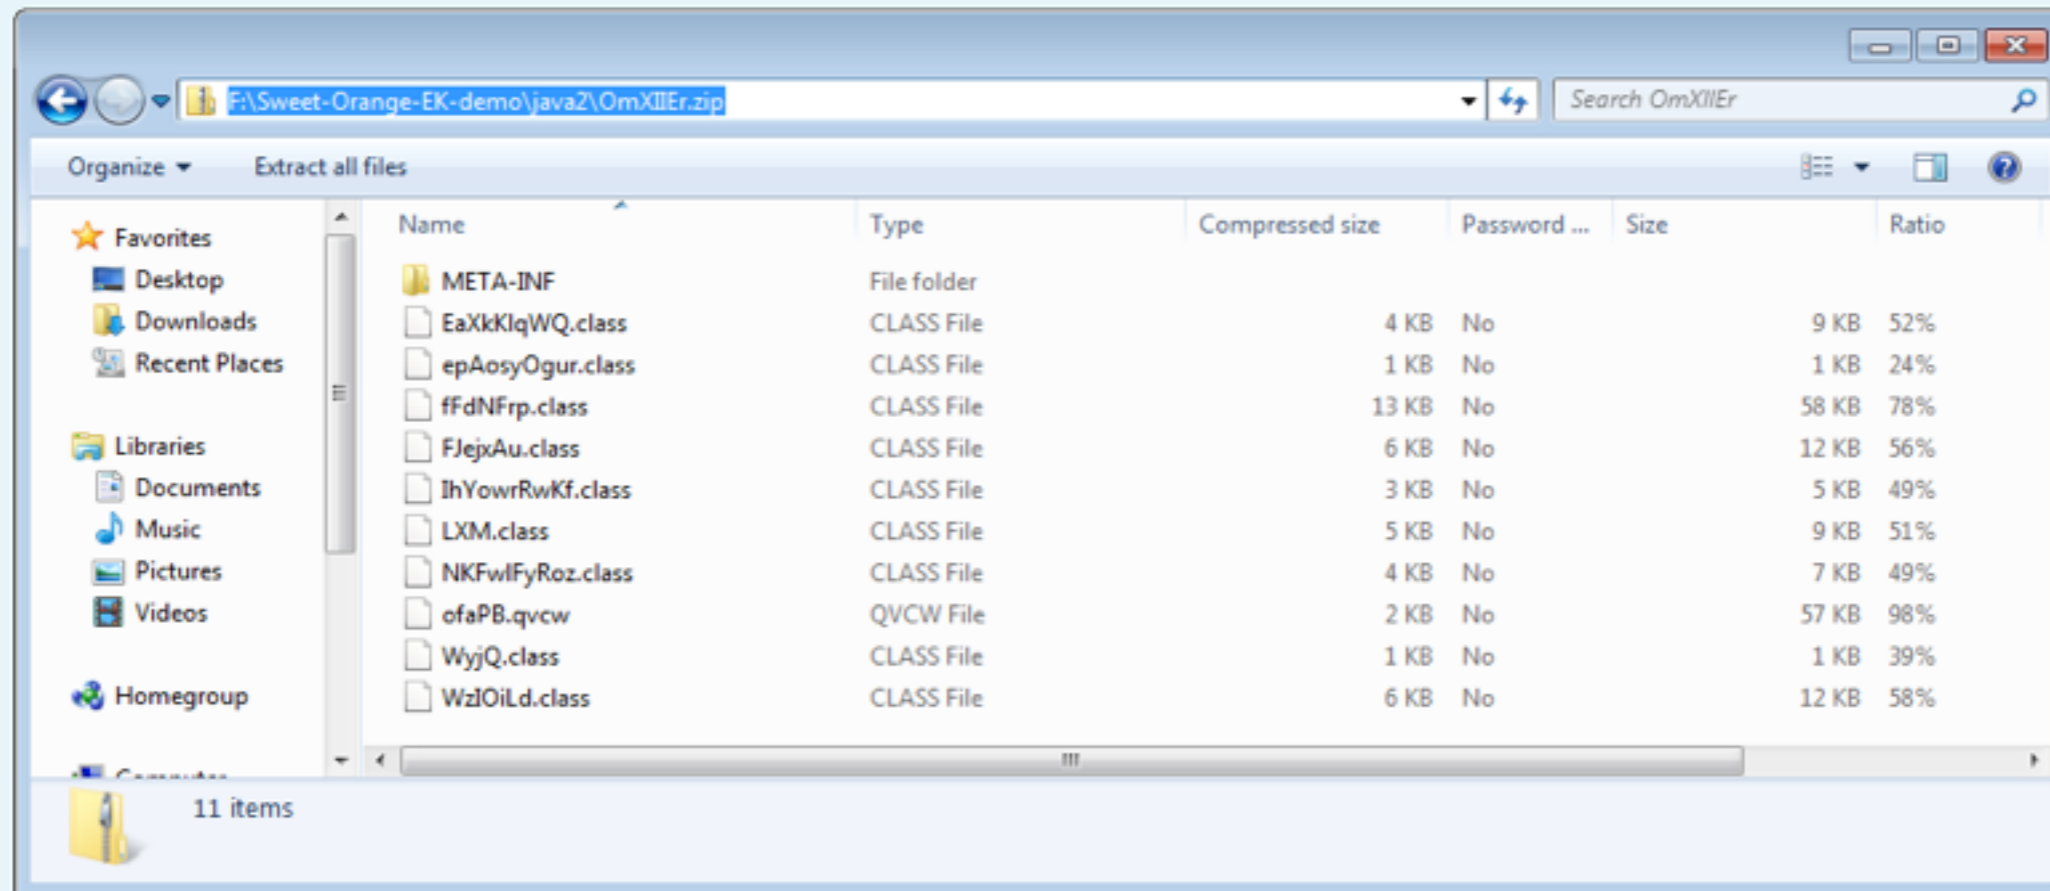 F:\Sweet-Orange-EK-demo\java2\OmXIIEr.zip
Search OmXIIEr
Organize Extract all files
Name Type Compressed size Password ... Size Ratio
Favorites
Desktop
Downloads
Recent Places
Libraries
Documents
Music
Pictures
Videos
Homegroup
META-INF File folder
EaXkKlqWQ.class CLASS File 4 KB No 9 KB 52%
epAosyOgur.class CLASS File 1 KB No 1 KB 24%
fFdNFrp.class CLASS File 13 KB No 58 KB 78%
FJejxAu.class CLASS File 6 KB No 12 KB 56%
IhYowrRwKf.class CLASS File 3 KB No 5 KB 49%
LXM.class CLASS File 5 KB No 9 KB 51%
NKFwlFyRoz.class CLASS File 4 KB No 7 KB 49%
ofaPB.qvcw QVCW File 2 KB No 57 KB 98%
WyjQ.class CLASS File 1 KB No 1 KB 39%
WzIOiLd.class CLASS File 6 KB No 12 KB 58%
11 items